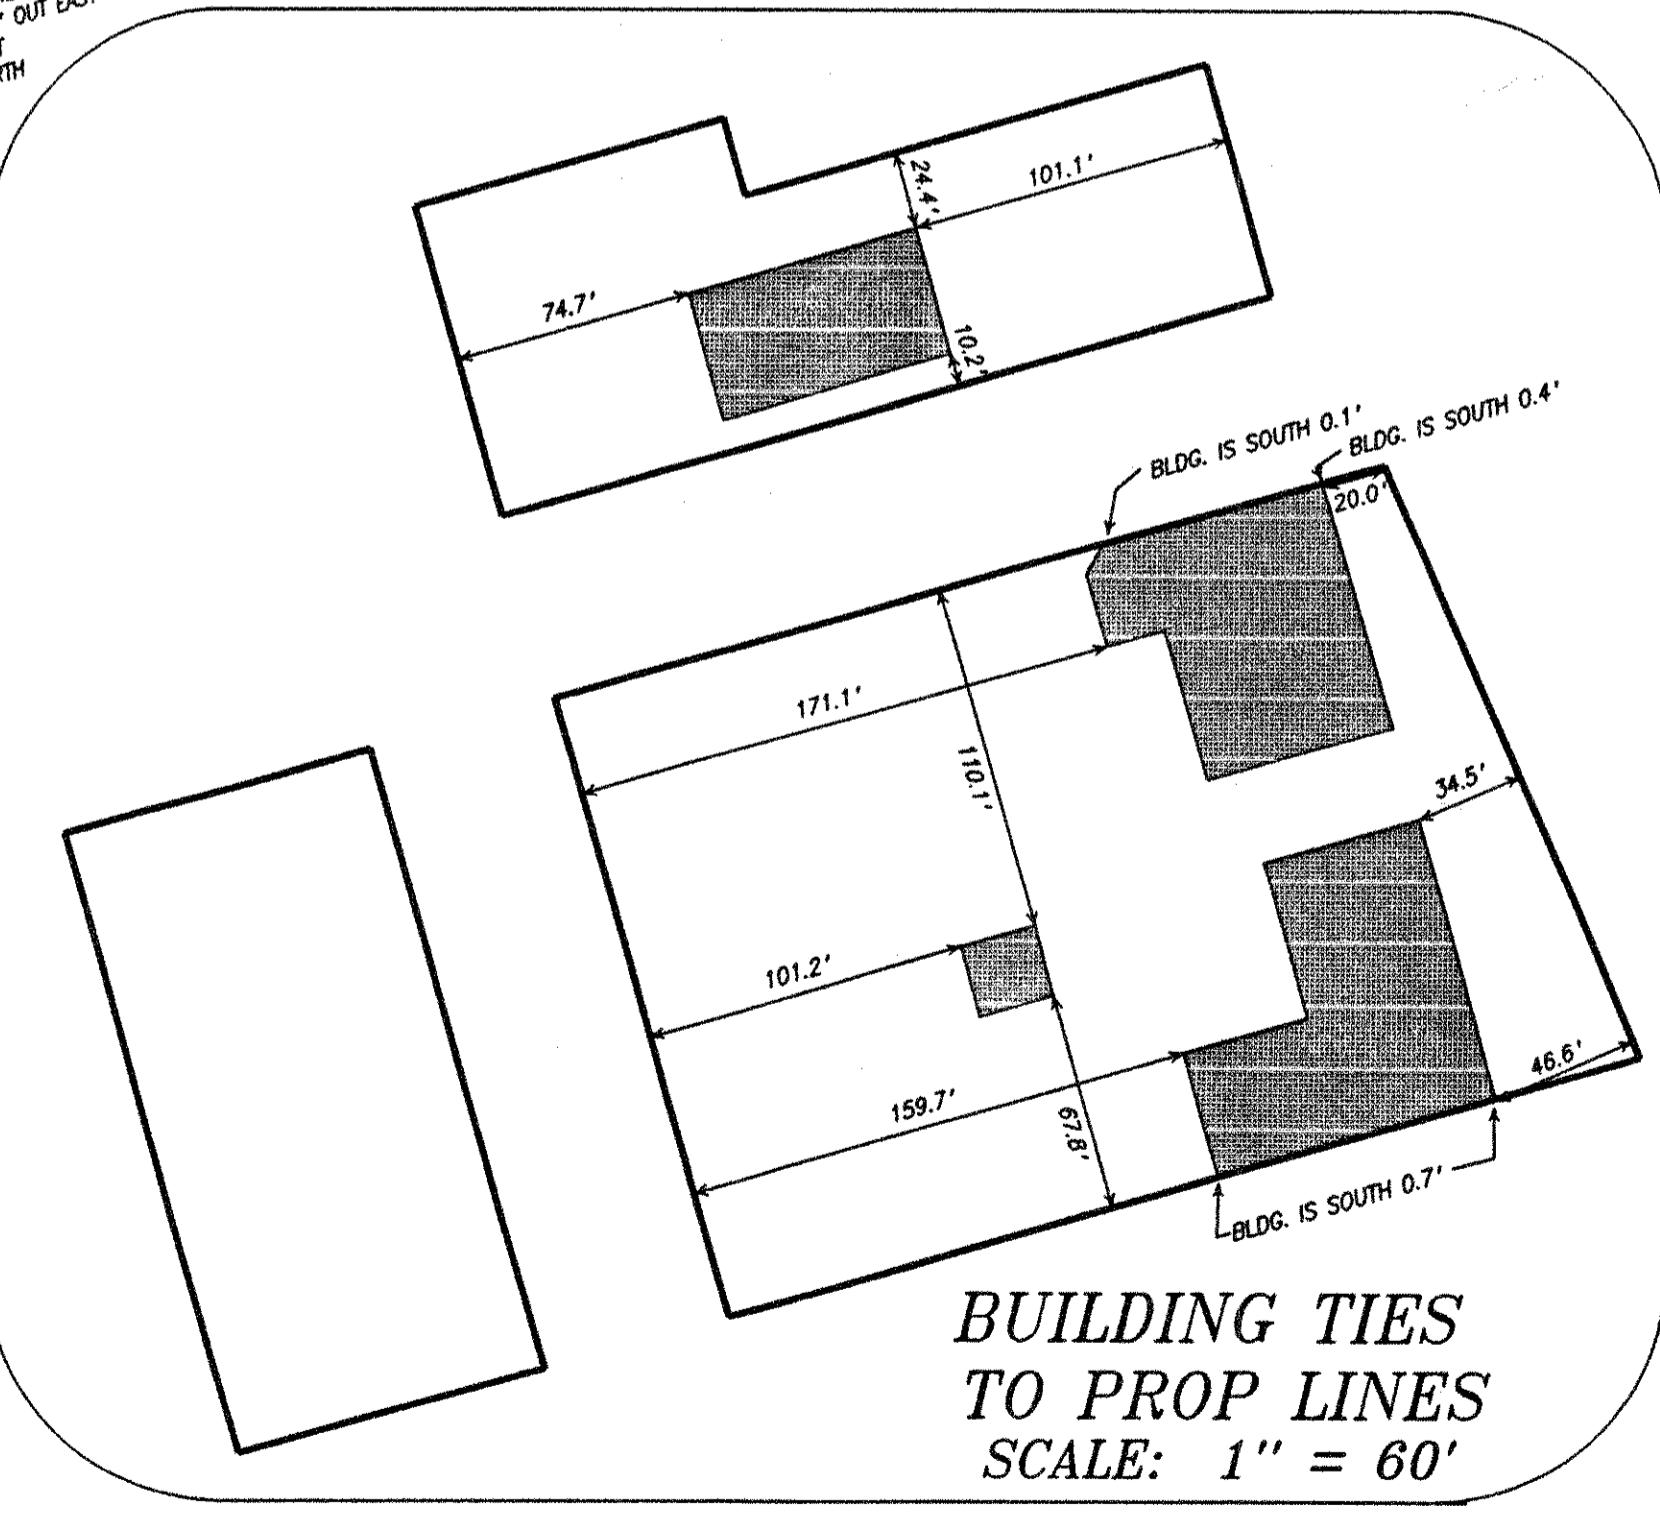 ' OUT EAST
RTH
24.4'
101.1'
74.7'
10.2'
BLDG. IS SOUTH 0.1'
BLDG. IS SOUTH 0.4'
20.0'
171.1'
110.1'
34.5'
101.2'
159.7'
67.8'
46.6'
BLDG. IS SOUTH 0.7'
BUILDING TIES
TO PROP LINES
SCALE: 1" = 60'